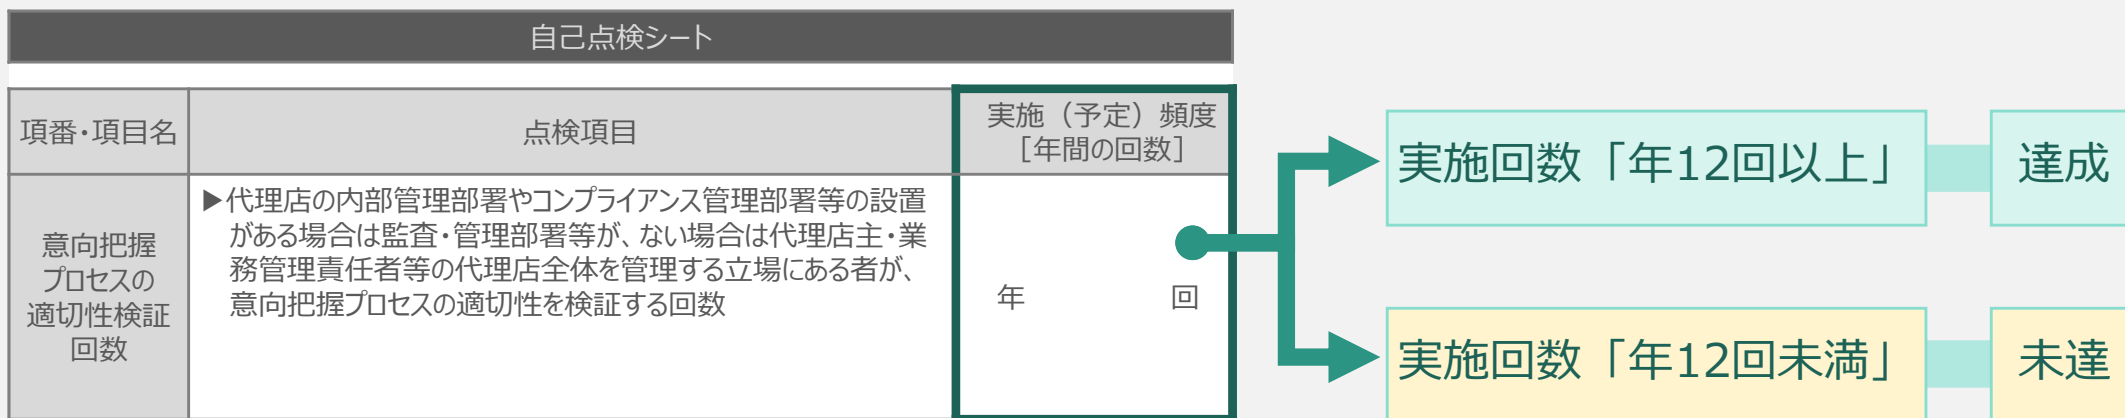 自己点検シート
項番・項目名
点検項目
実施（予定）頻度
［年間の回数］
意向把握
プロセスの
適切性検証
回数
▶代理店の内部管理部署やコンプライアンス管理部署等の設置
がある場合は監査・管理部署等が、ない場合は代理店主・業
務管理責任者等の代理店全体を管理する立場にある者が、
意向把握プロセスの適切性を検証する回数
年 回
実施回数「年12回以上」
達成
実施回数「年12回未満」
未達